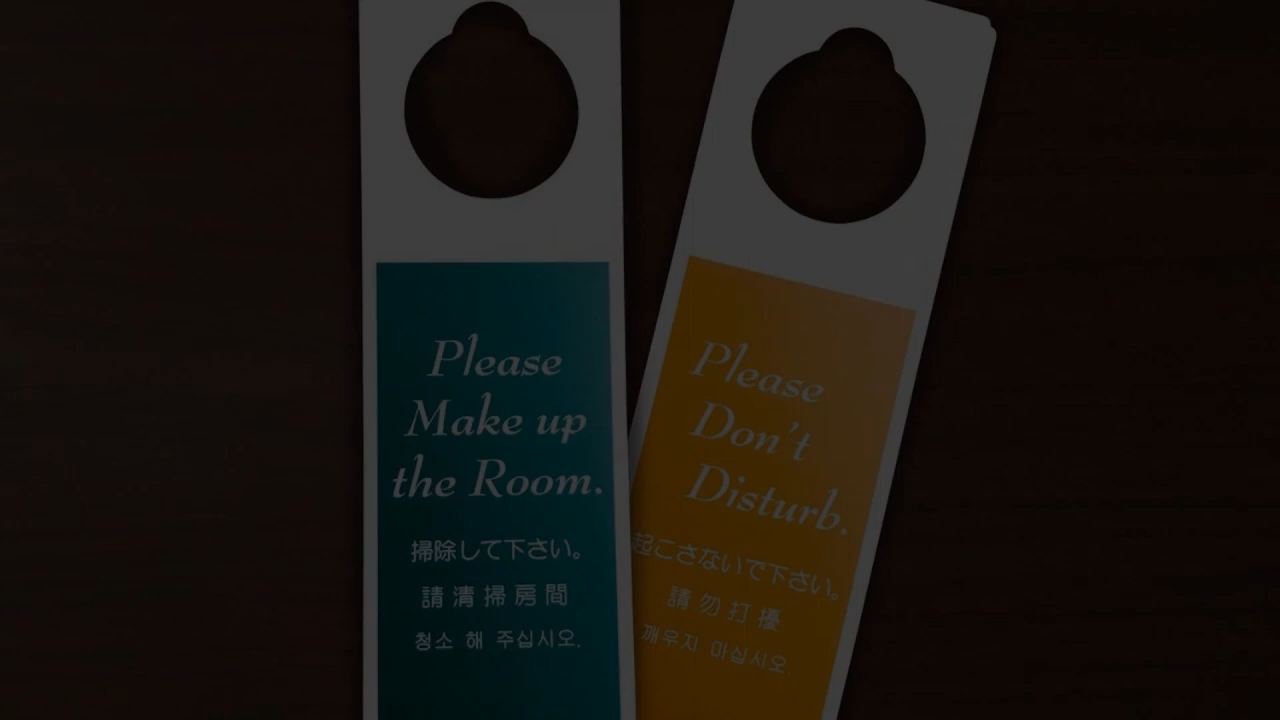 Please
Make up
the Room.
掃除して下さい。
請清掃房間
청소 해 주십시오.
Please
Don't
Disturb.
起こさないで下さい。
請勿打擾
깨우지 마십시오.